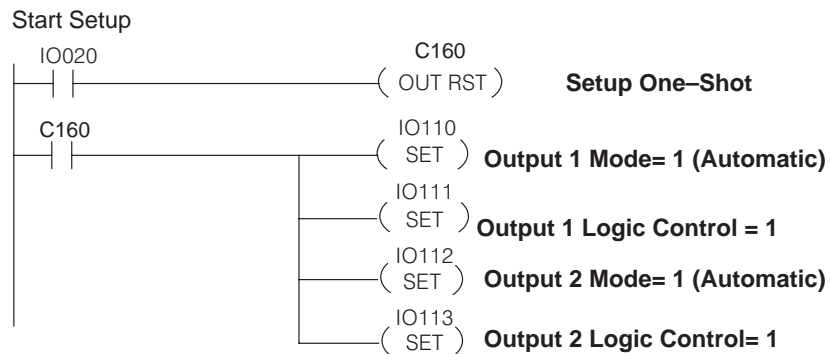 Start Setup
IO020
C160
OUT RST
Setup One–Shot
C160
IO110
SET
Output 1 Mode= 1 (Automatic)
IO111
SET
Output 1 Logic Control = 1
IO112
SET
Output 2 Mode= 1 (Automatic)
IO113
SET
Output 2 Logic Control= 1